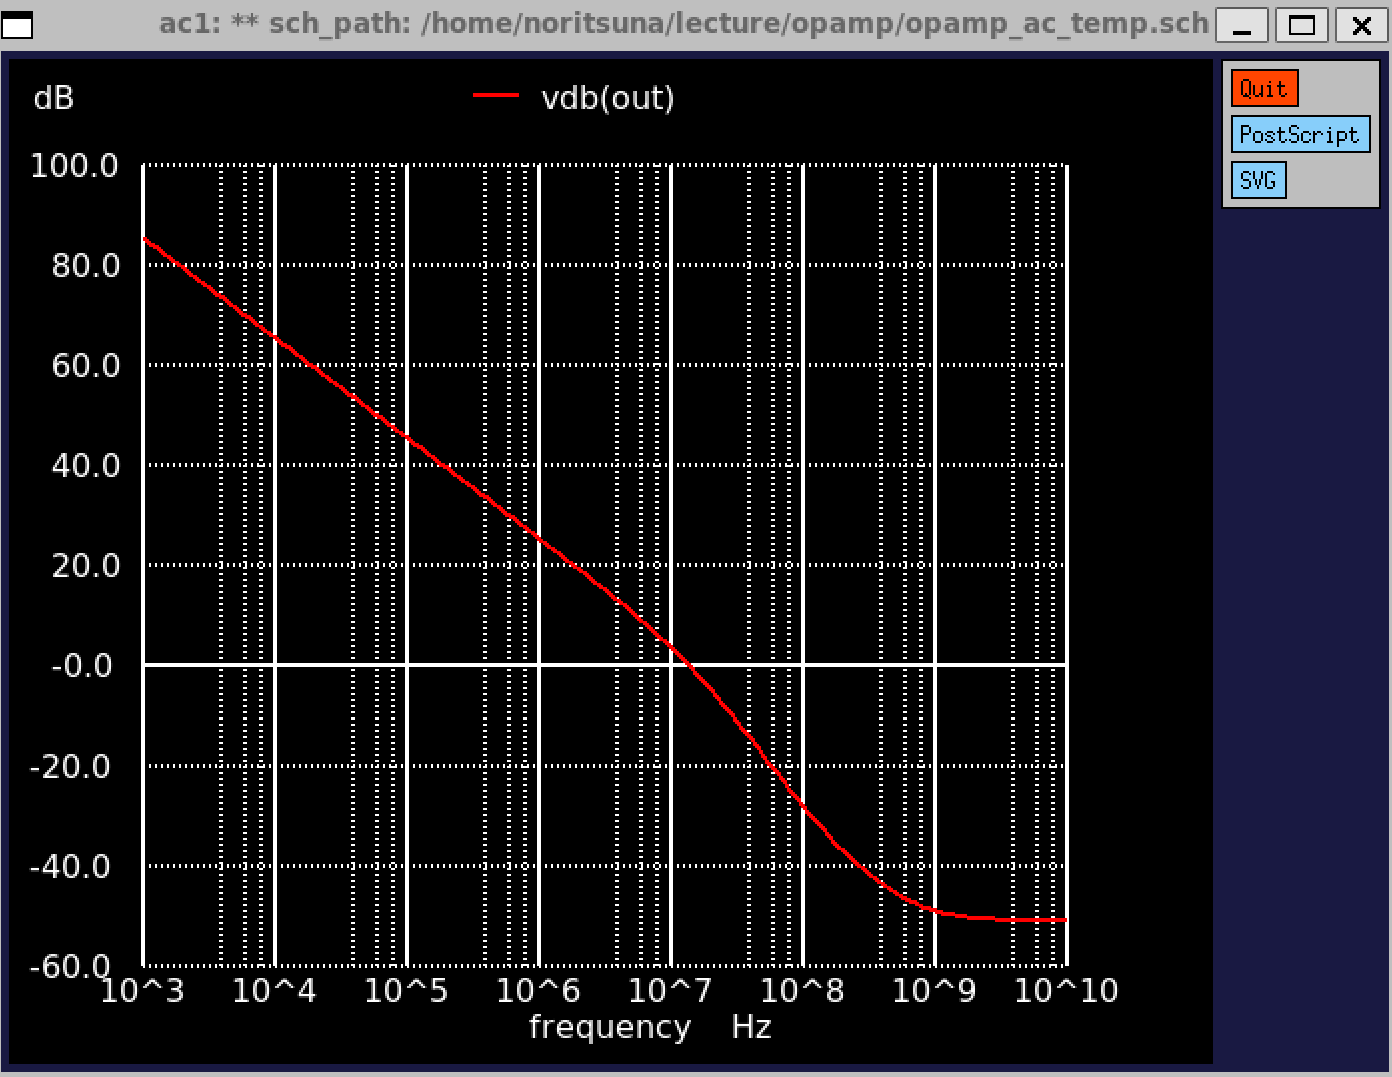 ac1: ** sch_path: /home/noritsuna/lecture/opamp/opamp_ac_temp.sch
dB
vdb(out)
Quit
PostScript
SVG
100.0
80.0
60.0
40.0
20.0
-0.0
-20.0
-40.0
-60.0
10^3 10^4 10^5 10^6 10^7 10^8 10^9 10^10
frequency Hz